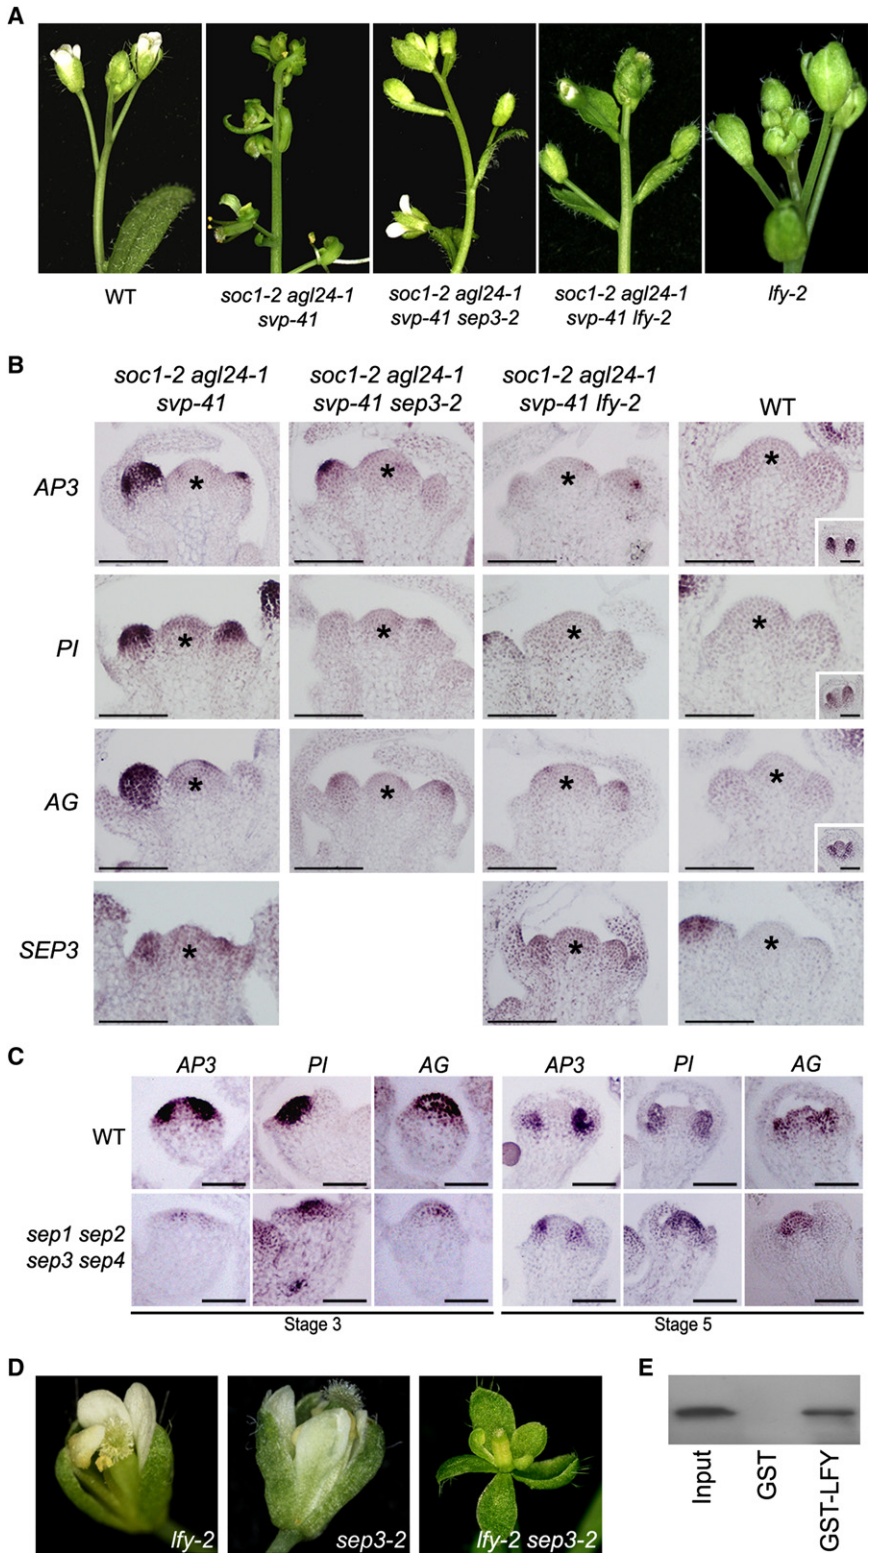 A
WT
soc1-2 agl24-1
svp-41
soc1-2 agl24-1
svp-41 sep3-2
soc1-2 agl24-1
svp-41 lfy-2
lfy-2
B
soc1-2 agl24-1
svp-41
soc1-2 agl24-1
svp-41 sep3-2
soc1-2 agl24-1
svp-41 lfy-2
WT
AP3
*
*
*
*
PI
*
*
*
*
AG
*
*
*
*
SEP3
*
*
*
C
AP3
PI
AG
AP3
PI
AG
WT
sep1 sep2
sep3 sep4
Stage 3
Stage 5
D
lfy-2
sep3-2
lfy-2 sep3-2
E
Input
GST
GST-LFY